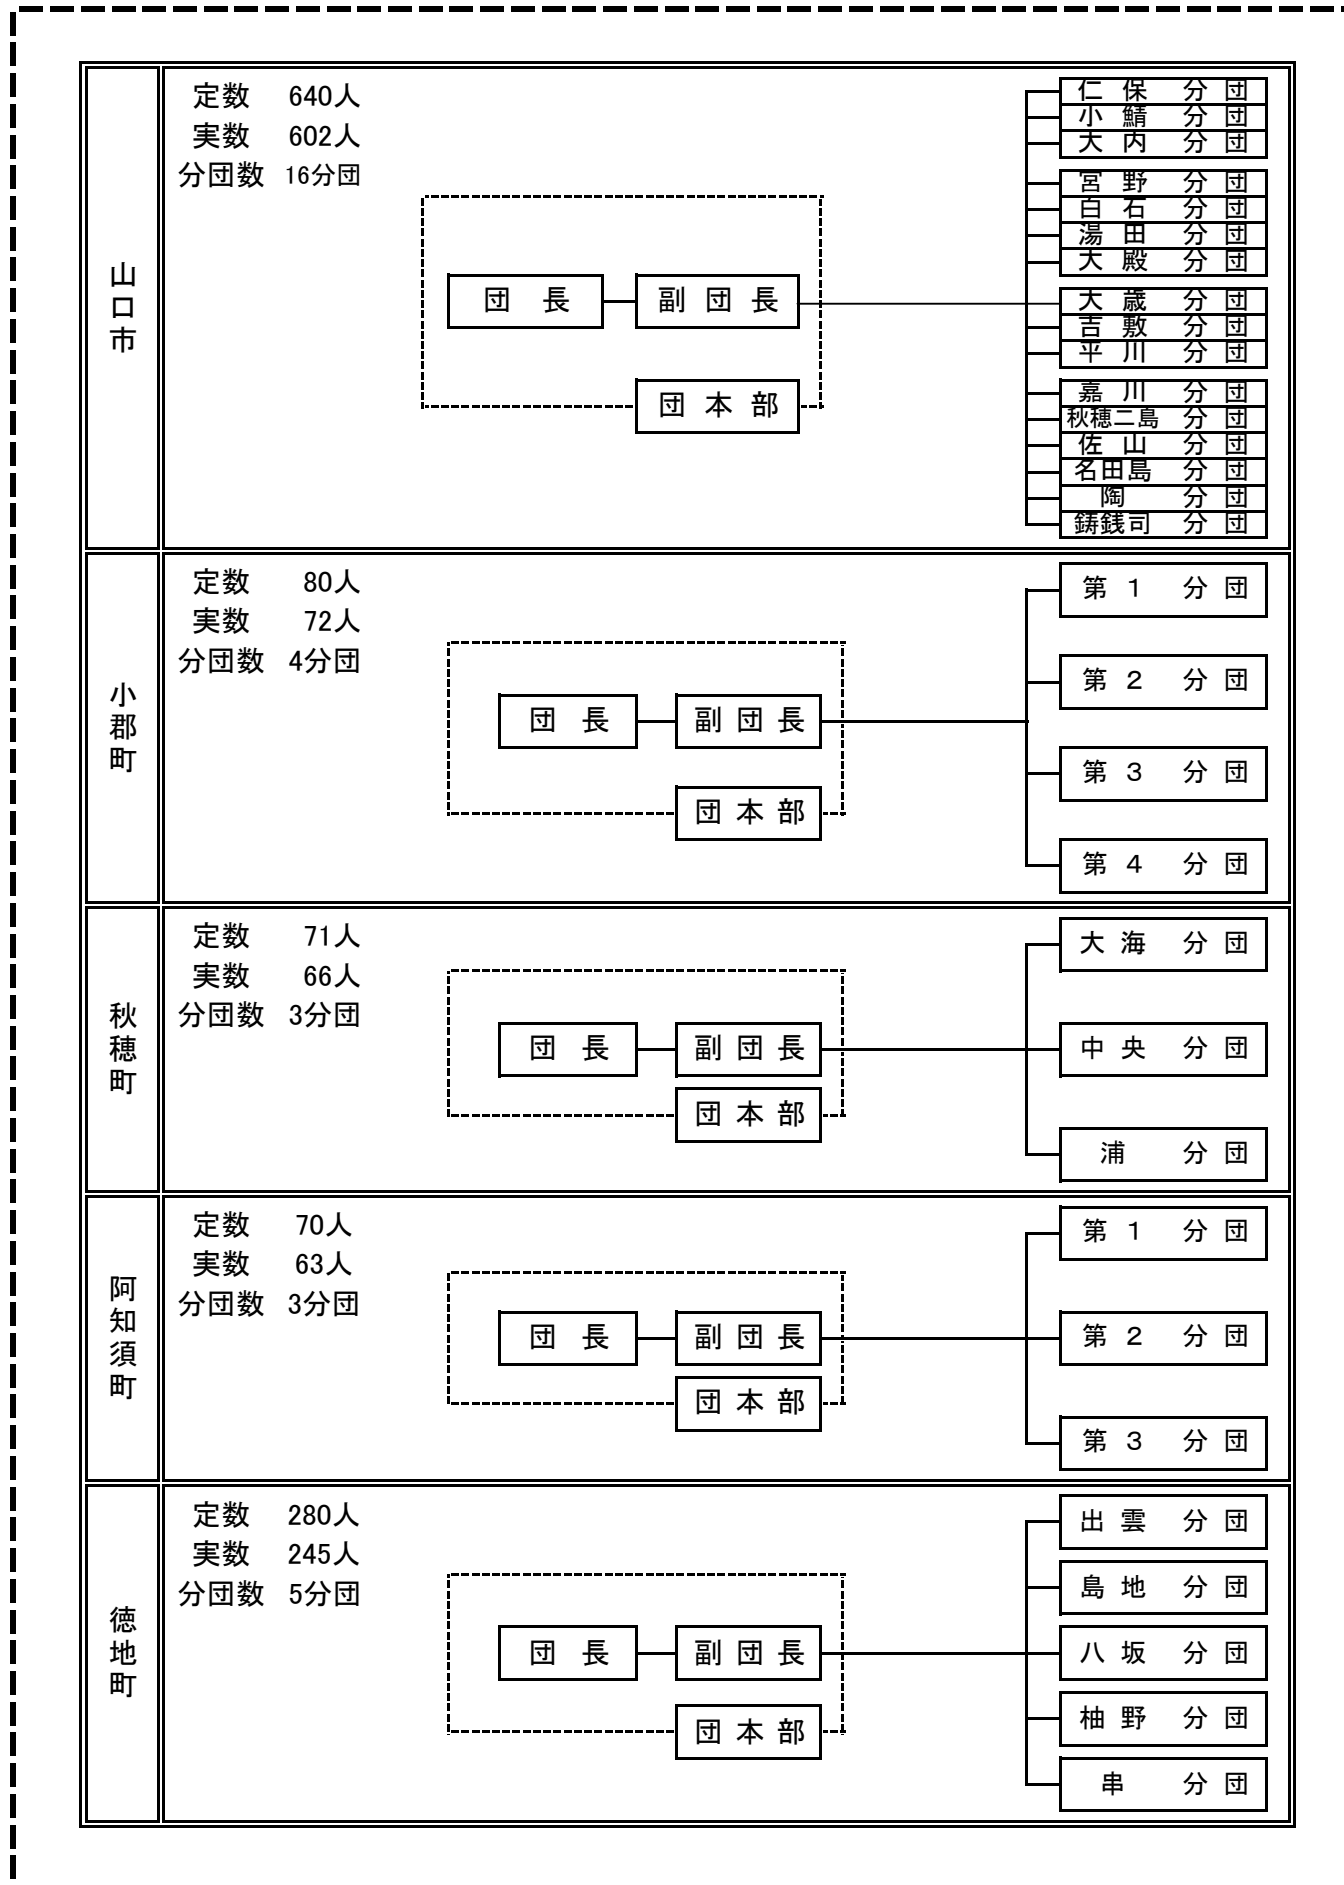 山口市
定数 640人
実数 602人
分団数 16分団
団 長
副 団 長
団 本 部
仁 保 分 団
小 鯖 分 団
大 内 分 団
宮 野 分 団
白 石 分 団
湯 田 分 団
大 殿 分 団
大 歳 分 団
吉 敷 分 団
平 川 分 団
嘉 川 分 団
秋穂二島 分 団
佐 山 分 団
名田島 分 団
陶 分 団
鋳銭司 分 団
小郡町
定数 80人
実数 72人
分団数 4分団
団 長
副 団 長
団 本 部
第 1 分 団
第 2 分 団
第 3 分 団
第 4 分 団
秋穂町
定数 71人
実数 66人
分団数 3分団
団 長
副 団 長
団 本 部
大 海 分 団
中 央 分 団
浦 分 団
阿知須町
定数 70人
実数 63人
分団数 3分団
団 長
副 団 長
団 本 部
第 1 分 団
第 2 分 団
第 3 分 団
徳地町
定数 280人
実数 245人
分団数 5分団
団 長
副 団 長
団 本 部
出 雲 分 団
島 地 分 団
八 坂 分 団
柚 野 分 団
串 分 団